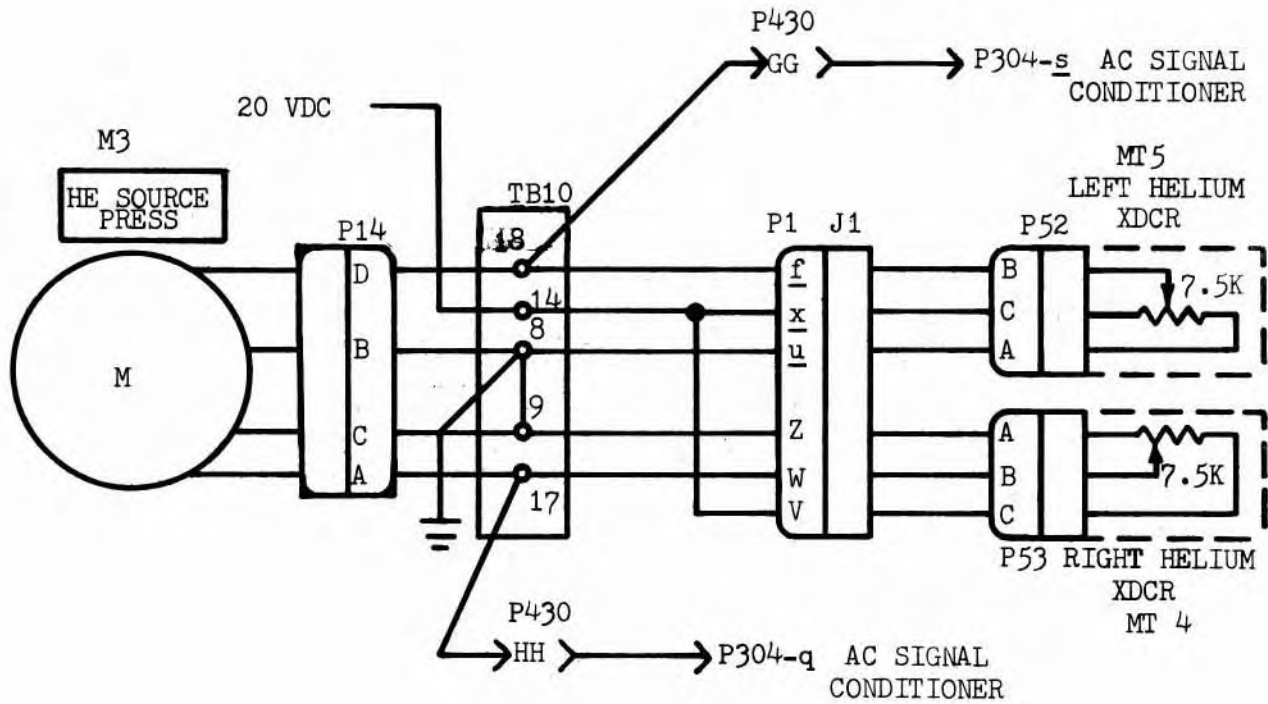 P430
GG
P304-s AC SIGNAL
CONDITIONER
20 VDC
M3
HE SOURCE
PRESS
M
P14
D
B
C
A
TB10
18
14
8
9
17
P1 J1
f
x
u
Z
W
V
MT5
LEFT HELIUM
XDCR
P52
B
C
A
7.5K
A
B
C
7.5K
P53 RIGHT HELIUM
XDCR
MT 4
P430
HH
P304-q AC SIGNAL
CONDITIONER